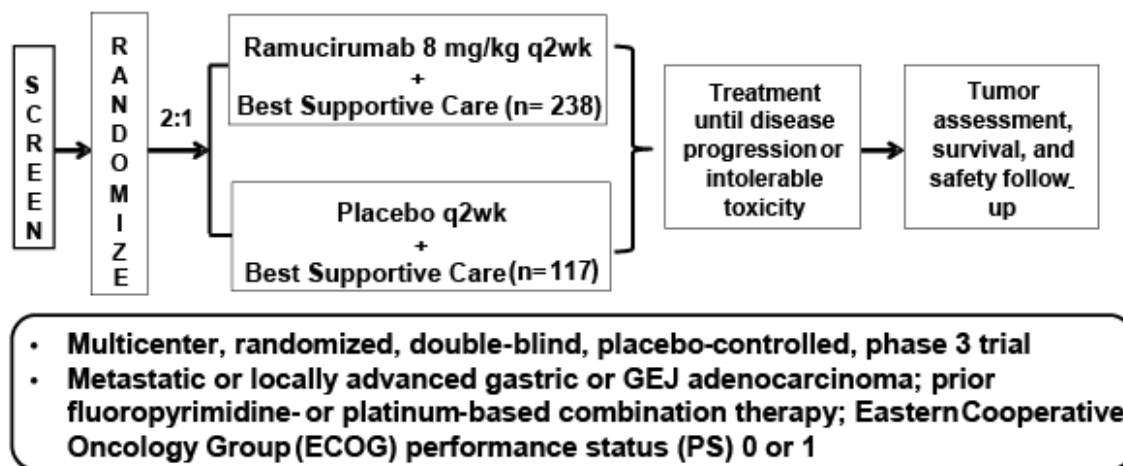 SCREEN
RANDOMIZE
2:1
Ramucirumab 8 mg/kg q2wk
+
Best Supportive Care (n= 238)
Placebo q2wk
+
Best Supportive Care (n=117)
Treatment
until disease
progression or
intolerable
toxicity
Tumor
assessment,
survival, and
safety follow_
up
• Multicenter, randomized, double-blind, placebo-controlled, phase 3 trial
• Metastatic or locally advanced gastric or GEJ adenocarcinoma; prior
fluoropyrimidine- or platinum-based combination therapy; Eastern Cooperative
Oncology Group (ECOG) performance status (PS) 0 or 1